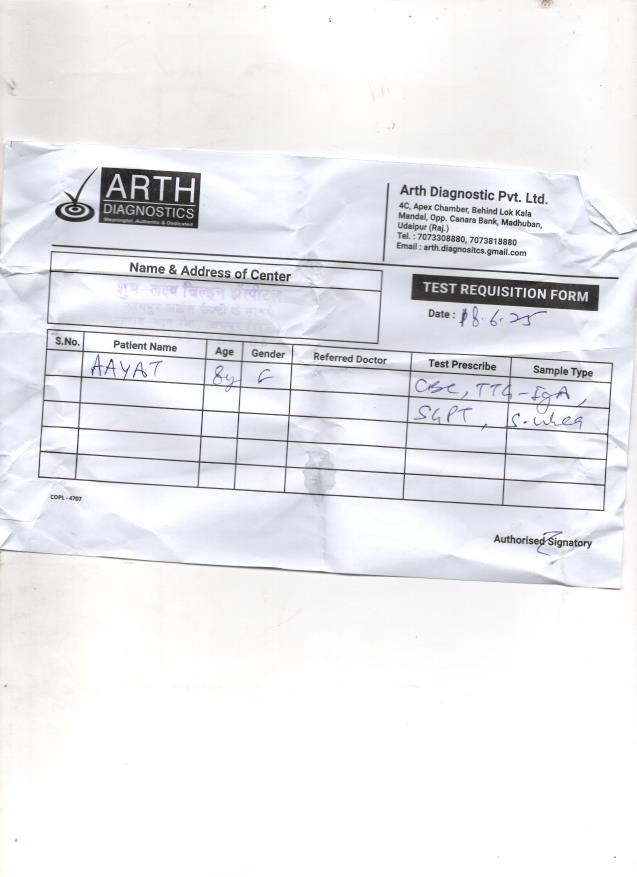 ARTH
DIAGNOSTICS
Meaningful, Authentic & Dedicated
Arth Diagnostic Pvt. Ltd.
4C, Apex Chamber, Behind Lok Kala
Mandal, Opp. Canara Bank, Madhuban,
Udaipur (Raj.)
Tel. : 7073308880, 7073818880
Email : arth.diagnositcs.gmail.com
Name & Address of Center
TEST REQUISITION FORM
Date : 18.6.25
S.No. Patient Name Age Gender Referred Doctor Test Prescribe Sample Type
AAYAT 8y F CBC, TTG-IgA,
SGPT, S.urea
COPL - 4707
Authorised Signatory